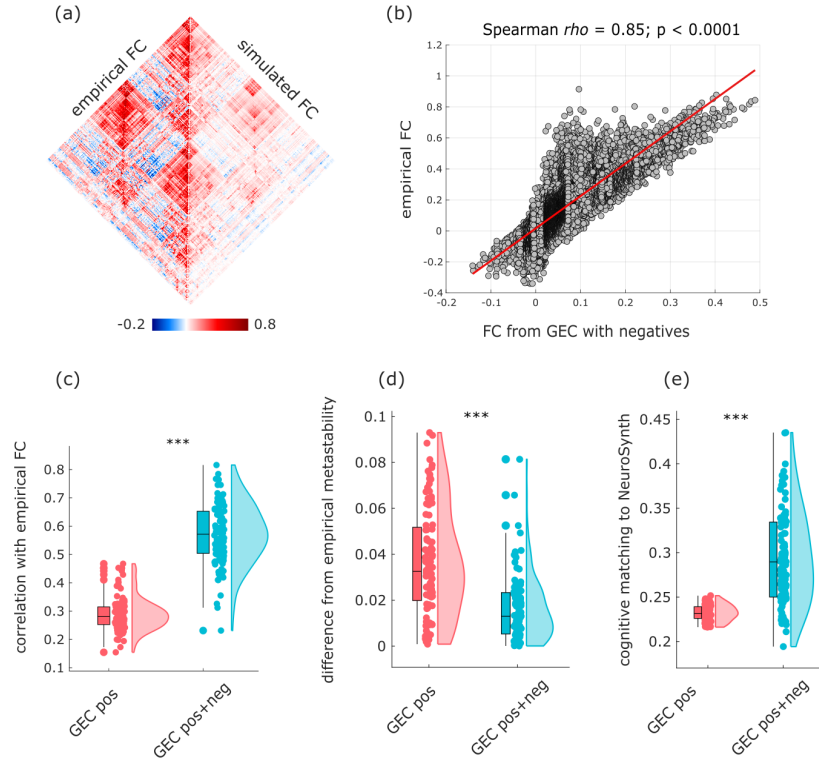 (a)
empirical FC
simulated FC
-0.2
0.8
(b)
Spearman rho = 0.85; p < 0.0001
empirical FC
1.2
1
0.8
0.6
0.4
0.2
0
-0.2
-0.4
-0.2
-0.1
0
0.1
0.2
0.3
0.4
0.5
FC from GEC with negatives
(c)
***
correlation with empirical FC
0.8
0.7
0.6
0.5
0.4
0.3
0.2
0.1
GEC pos
GEC pos+neg
(d)
***
difference from empirical metastability
0.1
0.08
0.06
0.04
0.02
0
GEC pos
GEC pos+neg
(e)
***
cognitive matching to NeuroSynth
0.45
0.4
0.35
0.3
0.25
0.2
GEC pos
GEC pos+neg